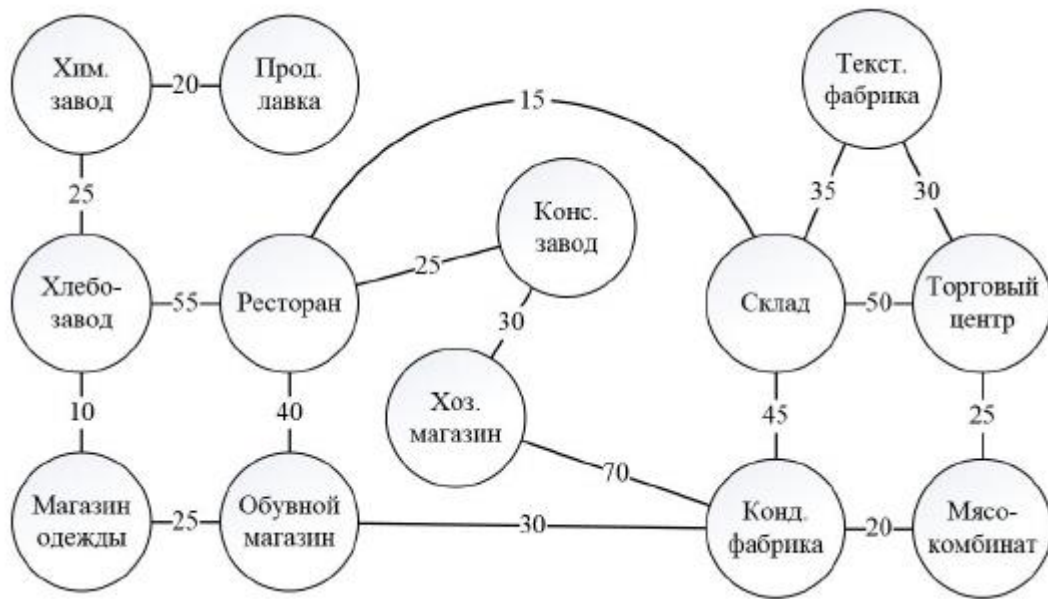 Хим.
завод
20
Прод.
лавка
15
Текст.
фабрика
25
35
30
Конс.
завод
25
Хлебо-
завод
55
Ресторан
30
Склад
50
Торговый
центр
10
40
Хоз.
магазин
45
25
70
Магазин
одежды
25
Обувной
магазин
30
Конд.
фабрика
20
Мясо-
комбинат